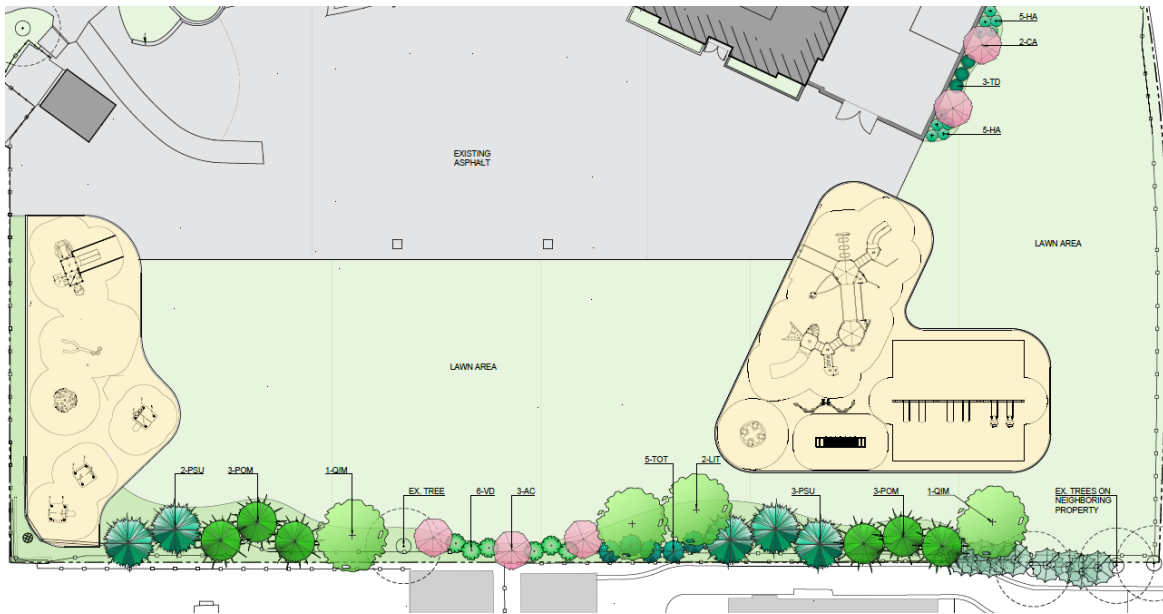 5-HA
2-CA
3-TD
5-HA
EXISTING
ASPHALT
LAWN AREA
LAWN AREA
2-PSU
3-POM
1-QIM
EX. TREE
6-VD
3-AC
5-TOT
2-LIT
3-PSU
3-POM
1-QIM
EX. TREES ON
NEIGHBORING
PROPERTY